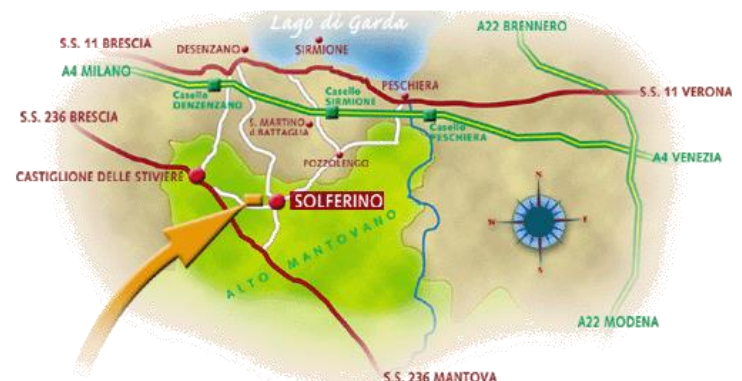 Lago di Garda
A22 BRENNERO
S.S. 11 BRESCIA
DESENZANO
SIRMIONE
A4 MILANO
PESCHIERA
Casello
DENZENZANO
Casello
SIRMIONE
S.S. 11 VERONA
S.S. 236 BRESCIA
S. MARTINO
d. BATTAGLIA
Casello
PESCHIERA
POZZOLENGO
A4 VENEZIA
CASTIGLIONE DELLE STIVIERE
SOLFERINO
N
W
E
S
ALTO MANTOVANO
A22 MODENA
S.S. 236 MANTOVA